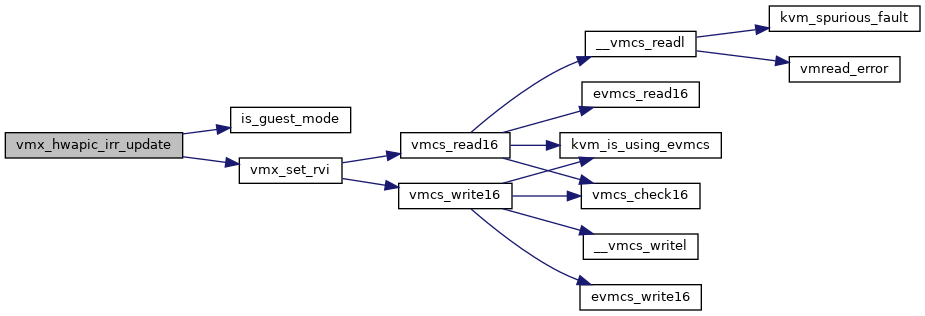 vmx_hwapic_irr_update
is_guest_mode
vmx_set_rvi
vmcs_read16
vmcs_write16
__vmcs_readl
evmcs_read16
kvm_is_using_evmcs
vmcs_check16
__vmcs_writel
evmcs_write16
kvm_spurious_fault
vmread_error